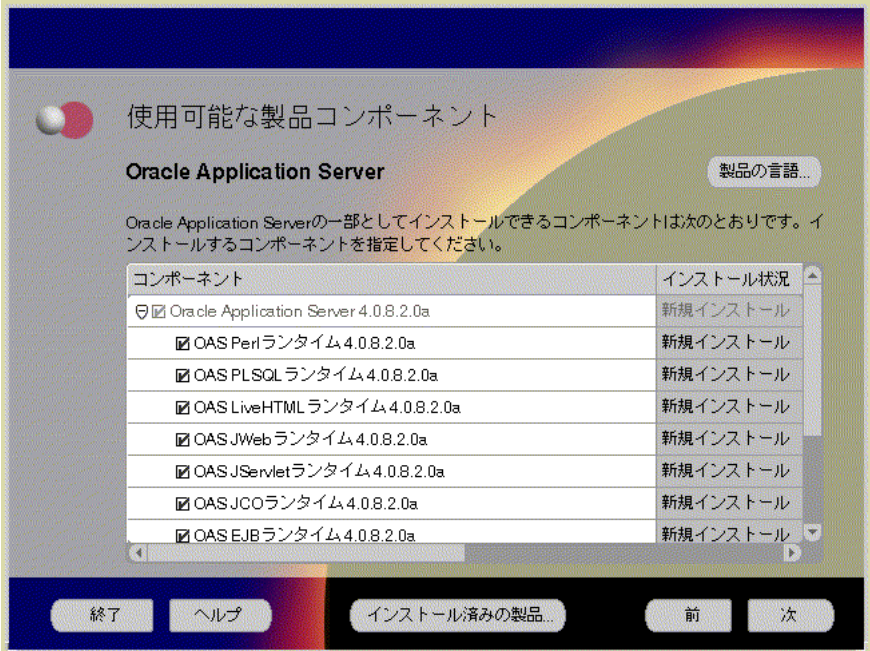 使用可能な製品コンポーネント
Oracle Application Server
製品の言語...
Oracle Application Serverの一部としてインストールできるコンポーネントは次のとおりです。イ
ンストールするコンポーネントを指定してください。
コンポーネント インストール状況
Oracle Application Server 4.0.8.2.0a 新規インストール
OAS Perlランタイム 4.0.8.2.0a 新規インストール
OAS PLSQLランタイム 4.0.8.2.0a 新規インストール
OAS LiveHTMLランタイム 4.0.8.2.0a 新規インストール
OAS JWebランタイム 4.0.8.2.0a 新規インストール
OAS JServletランタイム 4.0.8.2.0a 新規インストール
OAS JCOランタイム 4.0.8.2.0a 新規インストール
OAS EJBランタイム 4.0.8.2.0a 新規インストール
終了 ヘルプ インストール済みの製品... 前 次